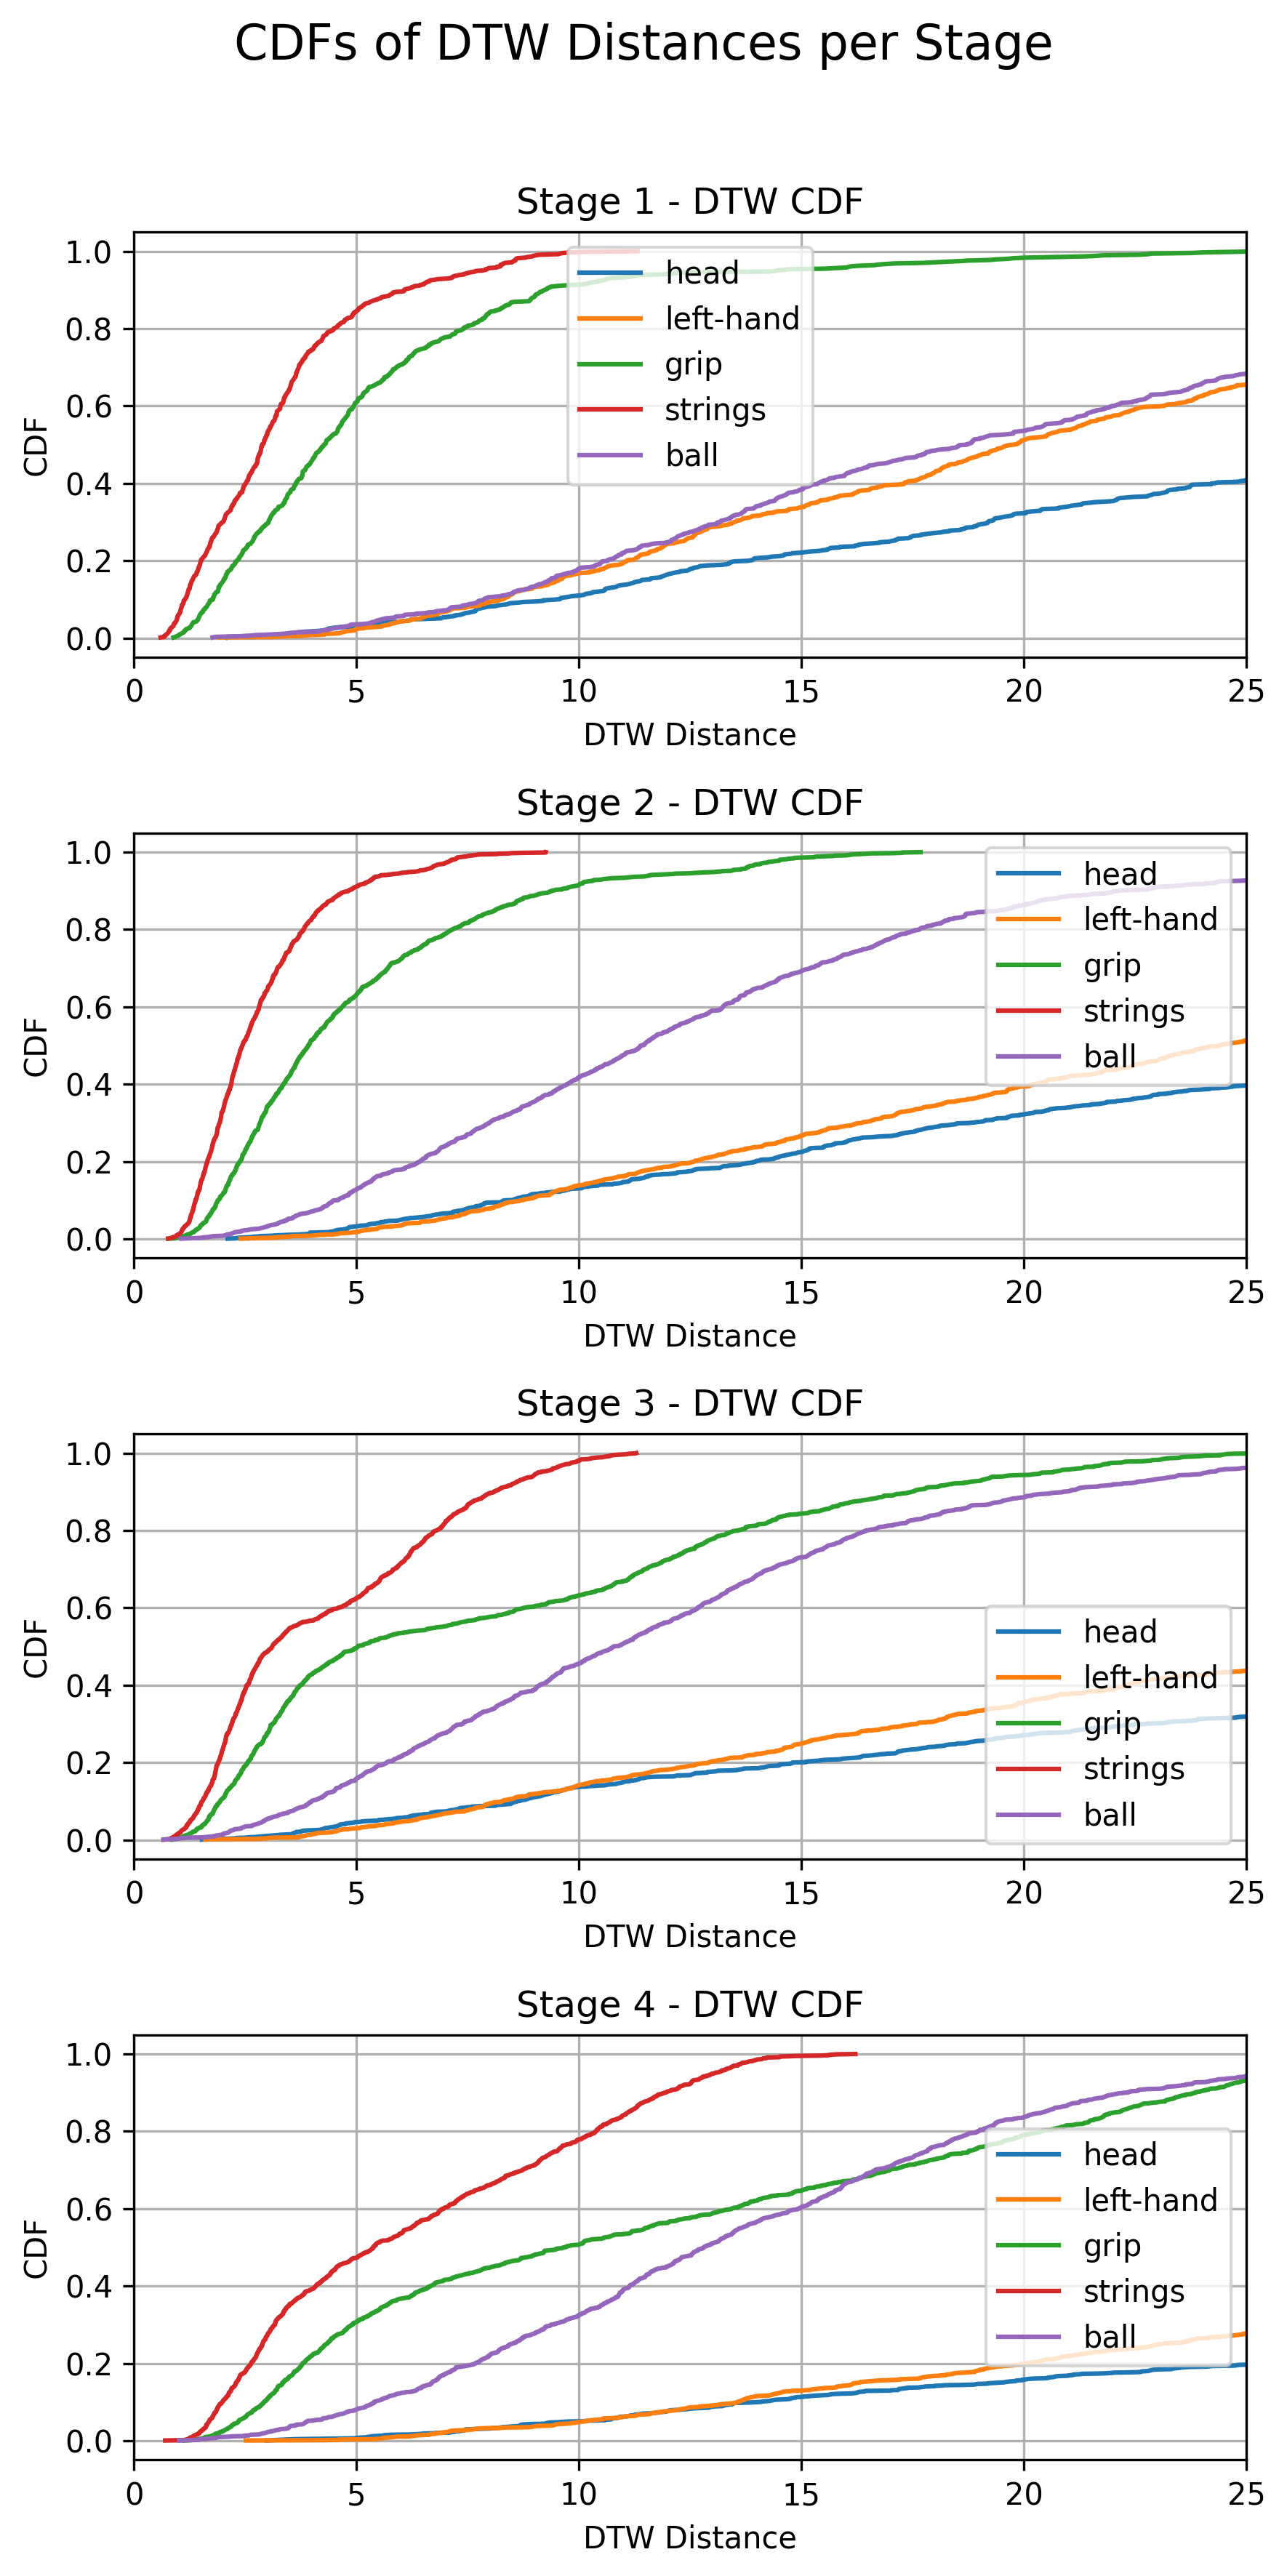 CDFs of DTW Distances per Stage
Stage 1 - DTW CDF
1.0
0.8
0.6
0.4
0.2
0.0
CDF
head
left-hand
grip
strings
ball
0 5 10 15 20 25
DTW Distance
Stage 2 - DTW CDF
1.0
0.8
0.6
0.4
0.2
0.0
CDF
head
left-hand
grip
strings
ball
0 5 10 15 20 25
DTW Distance
Stage 3 - DTW CDF
1.0
0.8
0.6
0.4
0.2
0.0
CDF
head
left-hand
grip
strings
ball
0 5 10 15 20 25
DTW Distance
Stage 4 - DTW CDF
1.0
0.8
0.6
0.4
0.2
0.0
CDF
head
left-hand
grip
strings
ball
0 5 10 15 20 25
DTW Distance